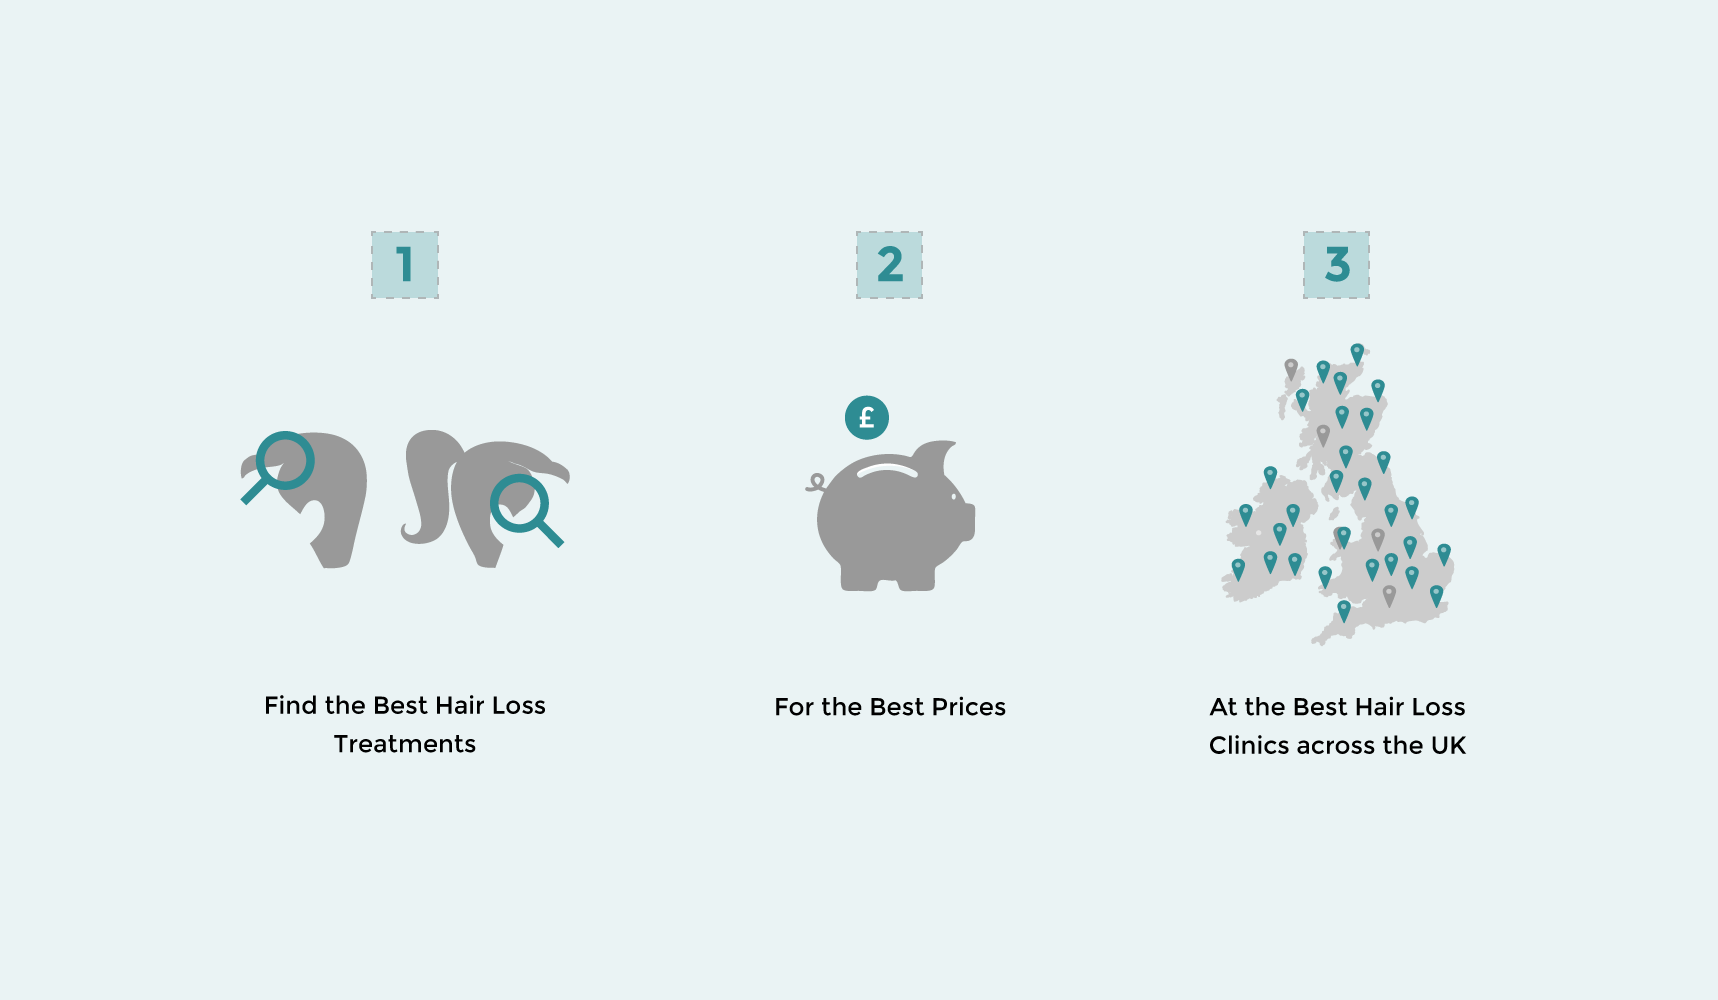 1
2
3
£
Find the Best Hair Loss
Treatments
For the Best Prices
At the Best Hair Loss
Clinics across the UK